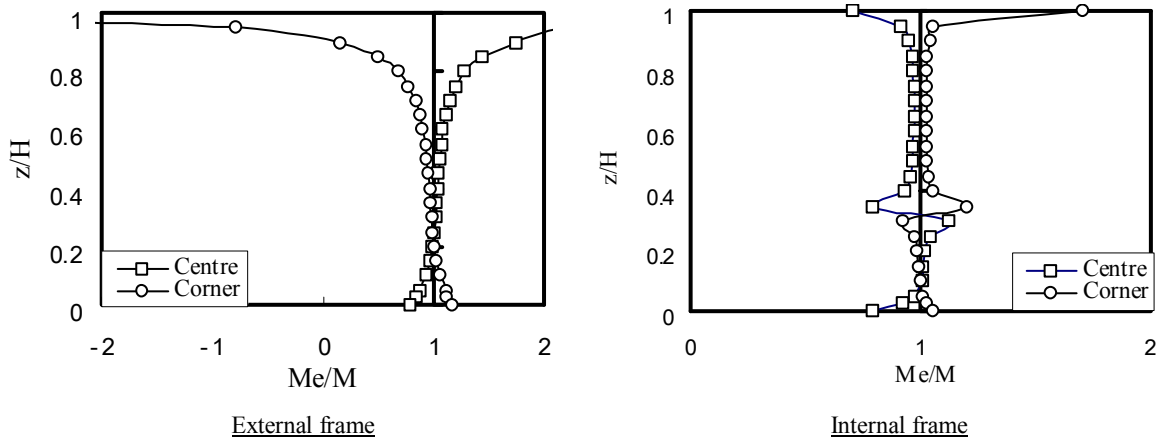 1
0.8
0.6
0.4
0.2
0
z/H
Centre
Corner
-2
-1
0
1
2
Me/M
External frame
1
0.8
0.6
0.4
0.2
0
z/H
Centre
Corner
0
1
2
Me/M
Internal frame